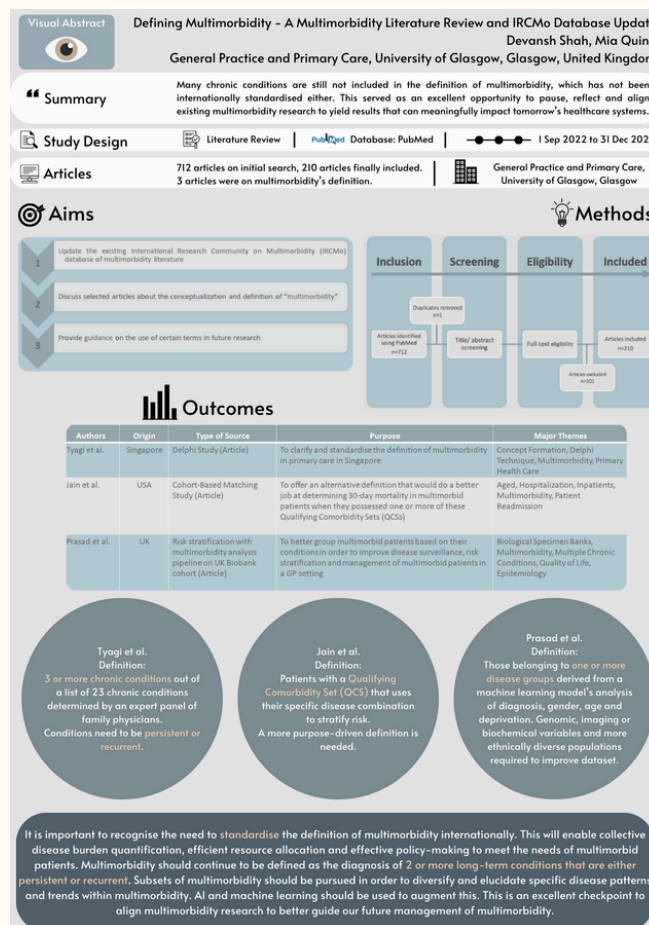 Visual Abstract
Defining Multimorbidity - A Multimorbidity Literature Review and IRCMo Database Updat
Devansh Shah, Mia Quin
General Practice and Primary Care, University of Glasgow, Glasgow, United Kingdor
“ Summary
Many chronic conditions are still not included in the definition of multimorbidity, which has not been
internationally standardised either. This served as an excellent opportunity to pause, reflect and align
existing multimorbidity research to yield results that can meaningfully impact tomorrow's healthcare systems.
Study Design
Literature Review
PubMed Database: PubMed
1 Sep 2022 to 31 Dec 202
Articles
712 articles on initial search, 210 articles finally included.
3 articles were on multimorbidity's definition.
General Practice and Primary Care,
University of Glasgow, Glasgow
Aims
1
Update the existing International Research Community on Multimorbidity (IRCMo)
database of multimorbidity literature
2
Discuss selected articles about the conceptualization and definition of "multimorbidity"
3
Provide guidance on the use of certain terms in future research
Methods
Inclusion
Screening
Eligibility
Included
Duplicates removed
n=1
Articles identified
using PubMed
n=712
Title/ abstract
screening
Full-text eligibility
Articles included
n=210
Articles excluded
n=501
Outcomes
Authors Origin Type of Source Purpose Major Themes
Tyagi et al. Singapore Delphi Study (Article)
To clarify and standardise the definition of multimorbidity
in primary care in Singapore
Concept Formation, Delphi
Technique, Multimorbidity, Primary
Health Care
Jain et al. USA
Cohort-Based Matching
Study (Article)
To offer an alternative definition that would do a better
job at determining 30-day mortality in multimorbid
patients when they possessed one or more of these
Qualifying Comorbidity Sets (QCSs)
Aged, Hospitalization, Inpatients,
Multimorbidity, Patient
Readmission
Prasad et al. UK
Risk stratification with
multimorbidity analysis
pipeline on UK Biobank
cohort (Article)
To better group multimorbid patients based on their
conditions in order to improve disease surveillance, risk
stratification and management of multimorbid patients in
a GP setting
Biological Specimen Banks,
Multimorbidity, Multiple Chronic
Conditions, Quality of Life,
Epidemiology
Tyagi et al.
Definition:
3 or more chronic conditions out of
a list of 23 chronic conditions
determined by an expert panel of
family physicians.
Conditions need to be persistent or
recurrent.
Jain et al.
Definition:
Patients with a Qualifying
Comorbidity Set (QCS) that uses
their specific disease combination
to stratify risk.
A more purpose-driven definition is
needed.
Prasad et al.
Definition:
Those belonging to one or more
disease groups derived from a
machine learning model's analysis
of diagnosis, gender, age and
deprivation. Genomic, imaging or
biochemical variables and more
ethnically diverse populations
required to improve dataset.
It is important to recognise the need to standardise the definition of multimorbidity internationally. This will enable collective
disease burden quantification, efficient resource allocation and effective policy-making to meet the needs of multimorbid
patients. Multimorbidity should continue to be defined as the diagnosis of 2 or more long-term conditions that are either
persistent or recurrent. Subsets of multimorbidity should be pursued in order to diversify and elucidate specific disease patterns
and trends within multimorbidity. AI and machine learning should be used to augment this. This is an excellent checkpoint to
align multimorbidity research to better guide our future management of multimorbidity.